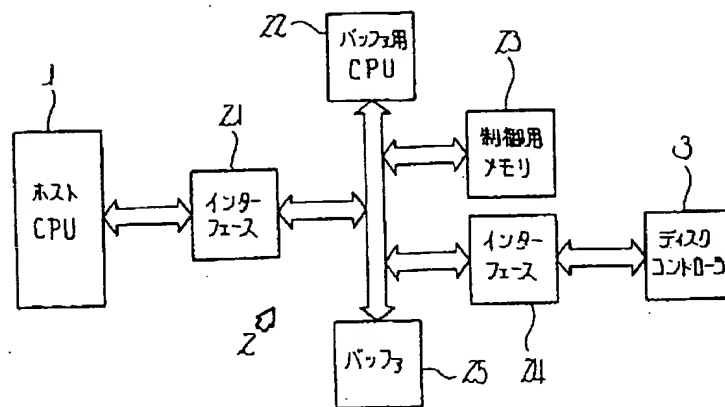 22
バッファ用
CPU
23
制御用
メモリ
1
ホスト
CPU
21
インター
フェース
3
ディスク
コントローラ
インター
フェース
24
2
バッファ
25